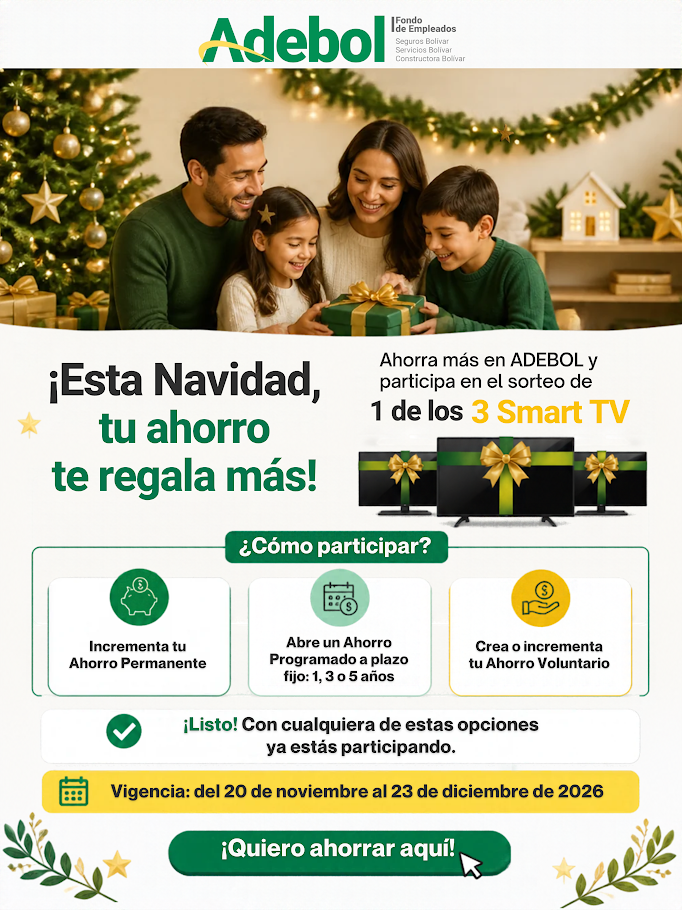 Adebol
Fondo
de Empleados
Seguros Bolívar
Servicios Bolívar
Constructora Bolívar
¡Esta Navidad,
tu ahorro
te regala más!
Ahorra más en ADEBOL y
participa en el sorteo de
1 de los 3 Smart TV
¿Cómo participar?
Incrementa tu
Ahorro Permanente
Abre un Ahorro
Programado a plazo
fijo: 1, 3 o 5 años
Crea o incrementa
tu Ahorro Voluntario
¡Listo! Con cualquiera de estas opciones
ya estás participando.
Vigencia: del 20 de noviembre al 23 de diciembre de 2026
¡Quiero ahorrar aquí!